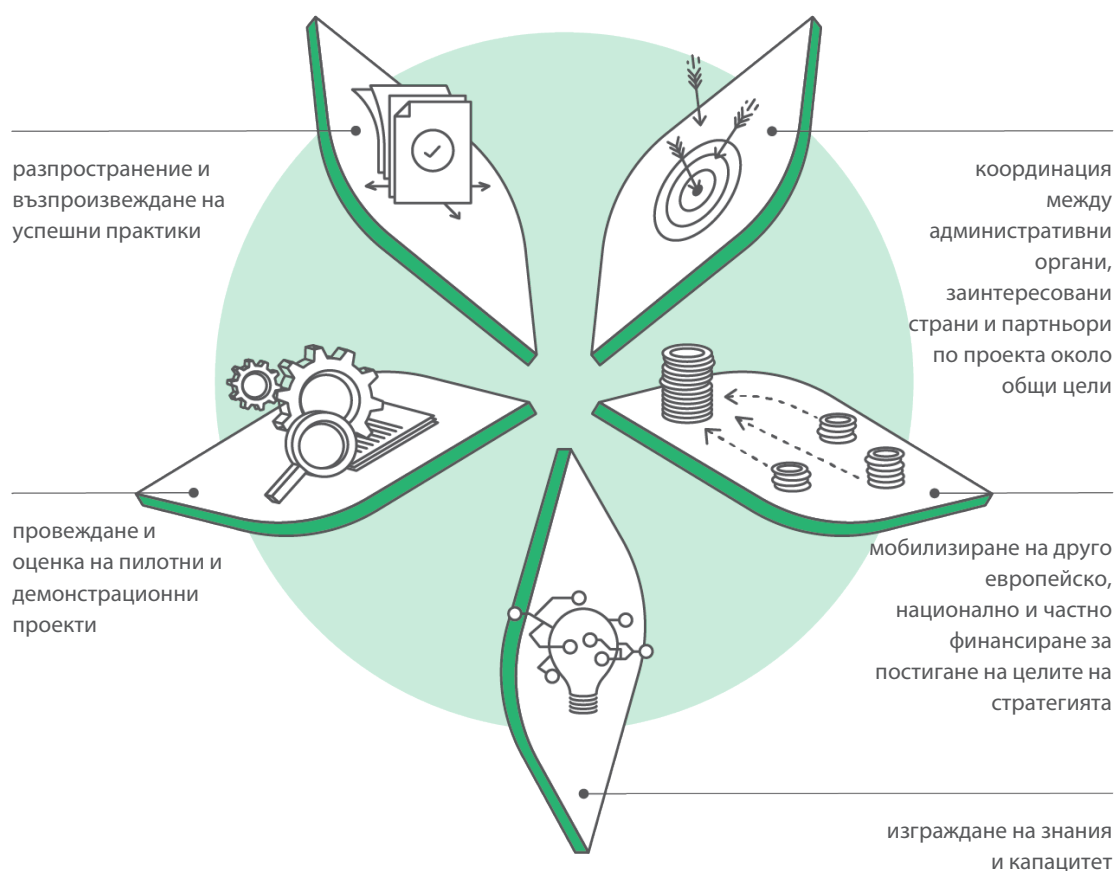 разпространение и
възпроизвеждане на
успешни практики
координация
между
административни
органи,
заинтересовани
страни и партньори
по проекта около
общи цели
провеждане и
оценка на пилотни и
демонстрационни
проекти
мобилизиране на друго
европейско,
национално и частно
финансиране за
постигане на целите на
стратегията
изграждане на знания
и капацитет